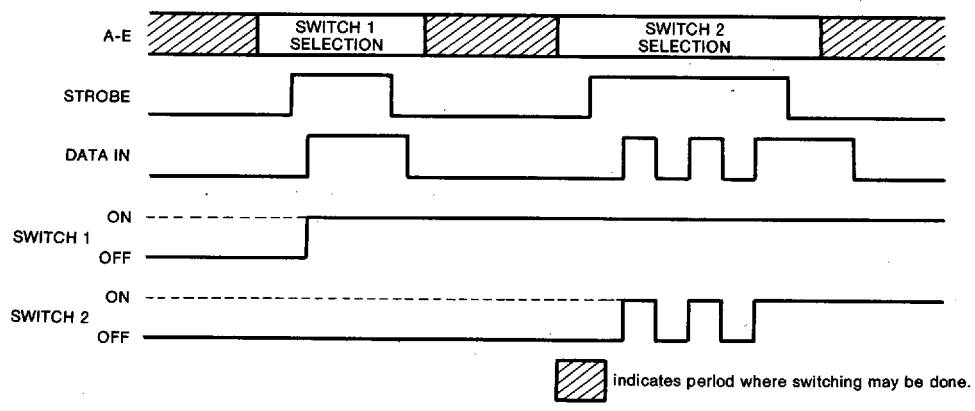 A-E
SWITCH 1
SELECTION
SWITCH 2
SELECTION
STROBE
DATA IN
ON
SWITCH 1
OFF
ON
SWITCH 2
OFF
indicates period where switching may be done.